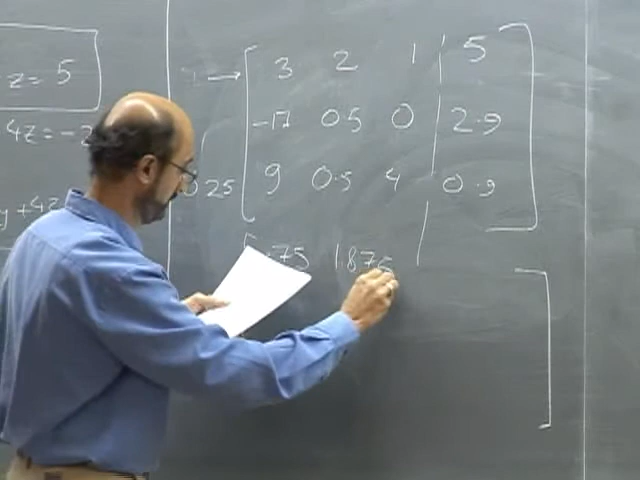 z = 5
4z = -2
y + 4z
1 → [ 3 2 1 | 5 ]
-17 0.5 0 | 2.9
0.25 9 0.5 4 | 0.9
.75 1.875